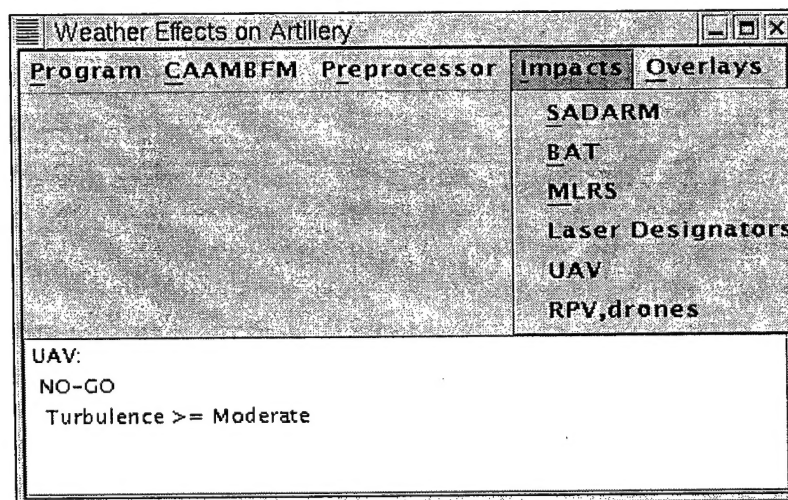 Weather Effects on Artillery
Program CAAMBFM Preprocessor Impacts Overlays
SADARM
BAT
MLRS
Laser Designators
UAV
RPV,drones
UAV:
NO-GO
Turbulence >= Moderate